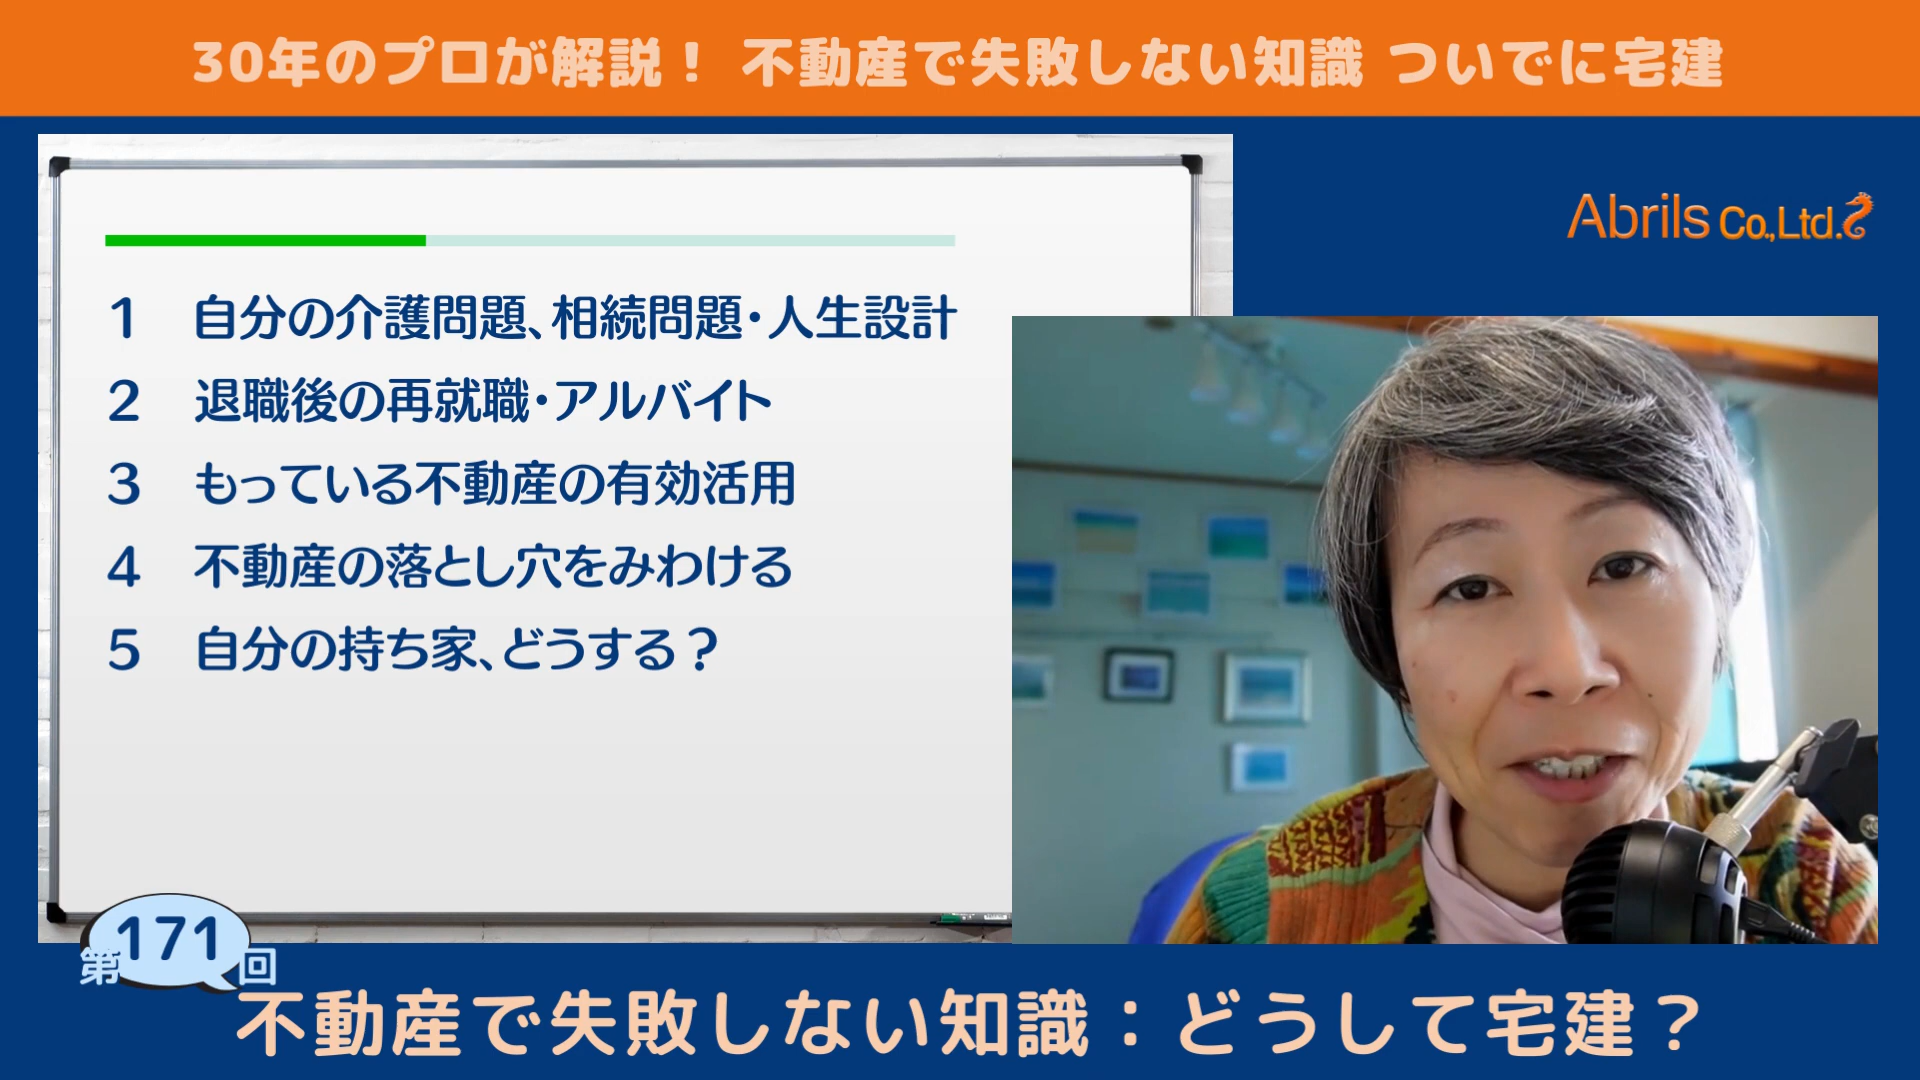 30年のプロが解説！ 不動産で失敗しない知識 ついでに宅建
Abrils Co.,Ltd.
1 自分の介護問題、相続問題・人生設計
2 退職後の再就職・アルバイト
3 もっている不動産の有効活用
4 不動産の落とし穴をみわける
5 自分の持ち家、どうする？
第171回
不動産で失敗しない知識：どうして宅建？